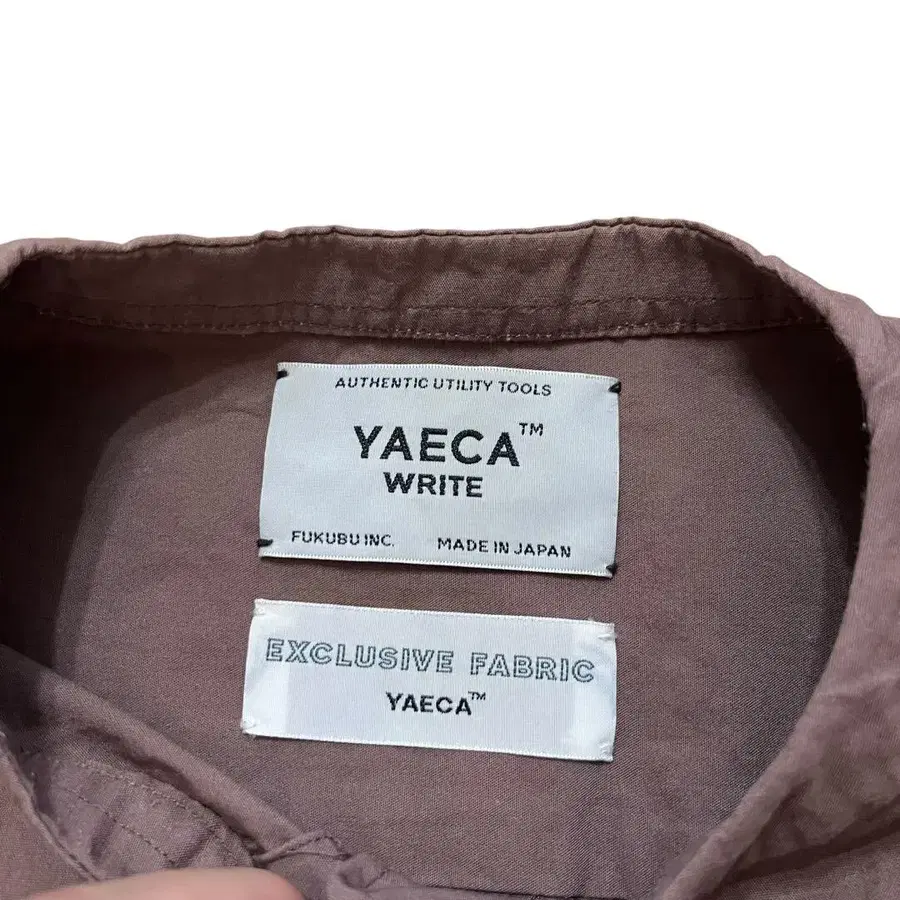 AUTHENTIC UTILITY TOOLS
YAECA™
WRITE
FUKUBU INC. MADE IN JAPAN
EXCLUSIVE FABRIC
YAECA™